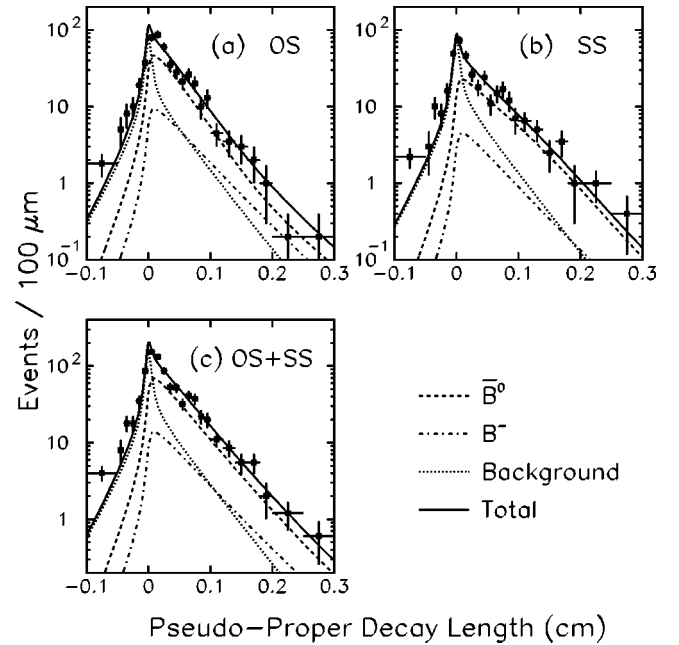 (a) OS
10²
10
1
10⁻¹
-0.1 0 0.1 0.2 0.3
(b) SS
10²
10
1
10⁻¹
-0.1 0 0.1 0.2 0.3
Events / 100 μm
(c) OS+SS
10²
10
1
-0.1 0 0.1 0.2 0.3
B̅⁰
B⁻
Background
Total
Pseudo-Proper Decay Length (cm)